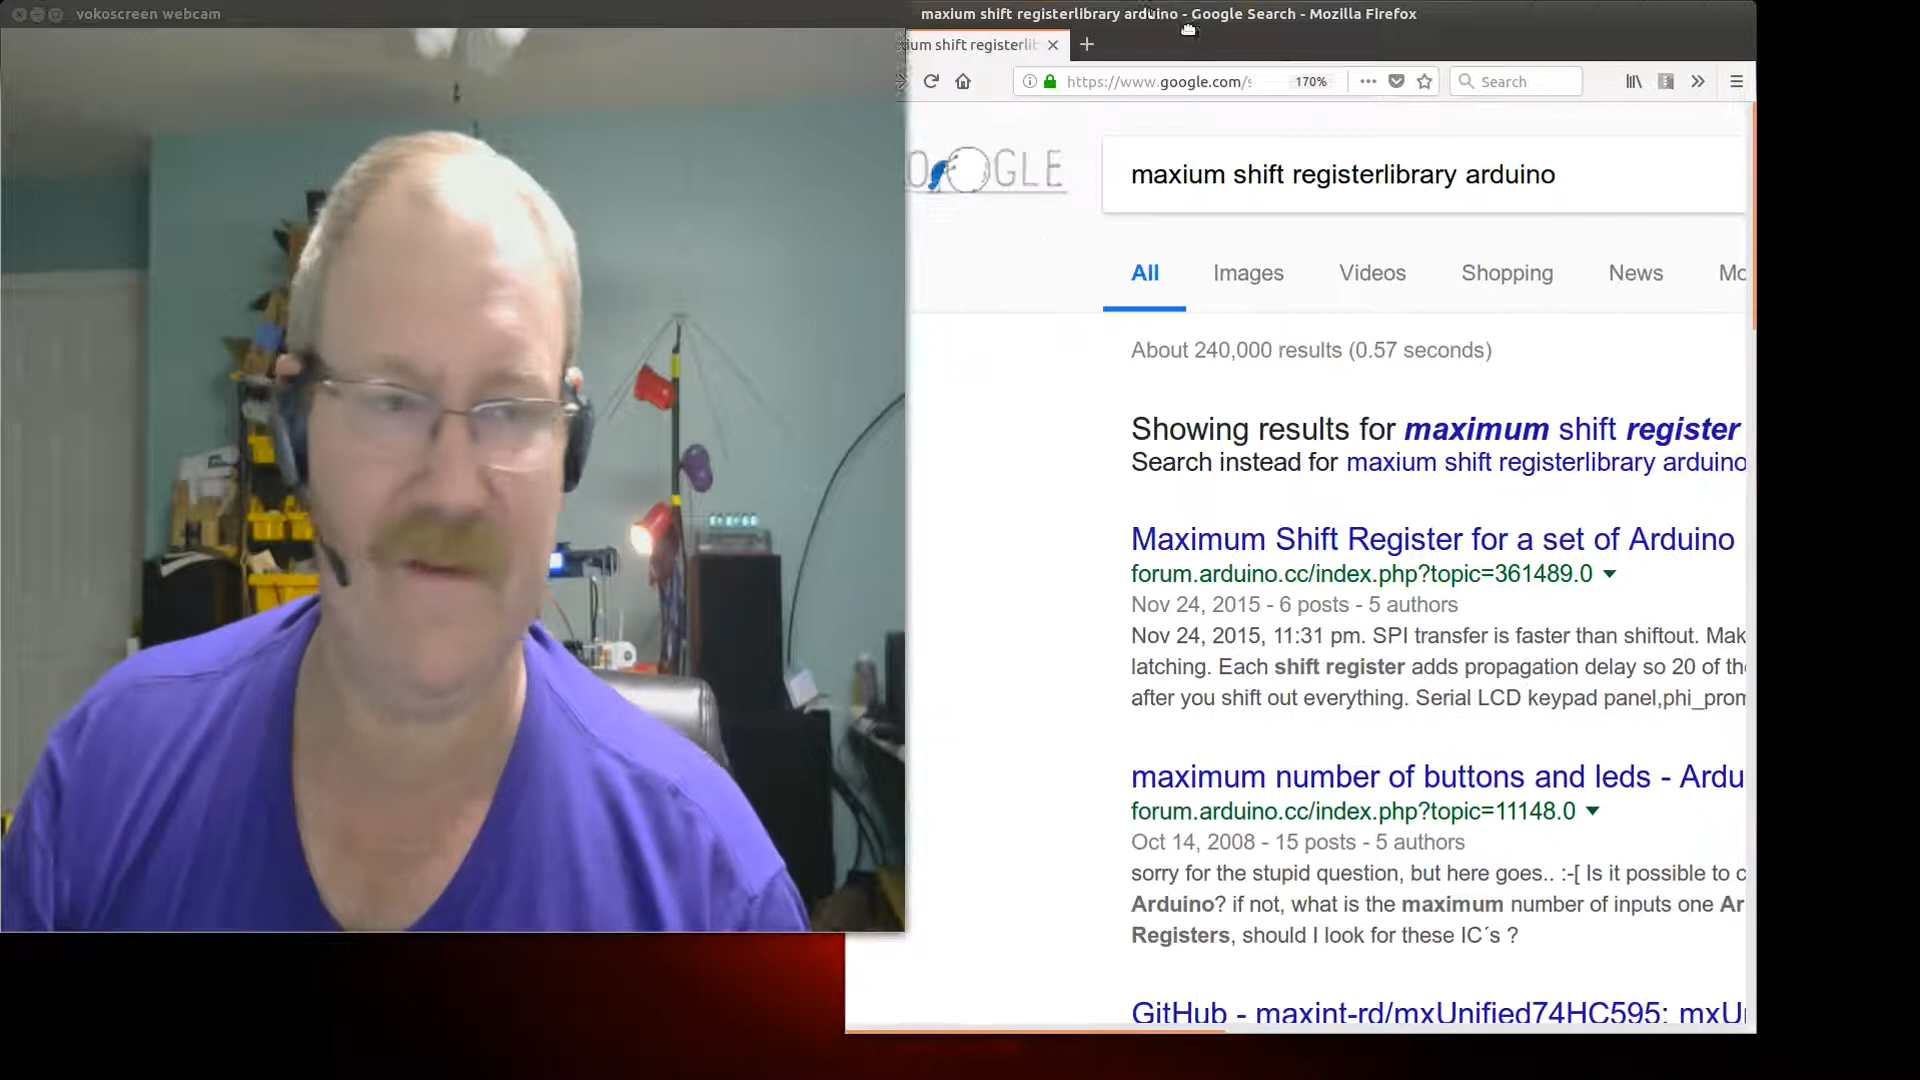 vokoscreen webcam
maxium shift registerlibrary arduino - Google Search - Mozilla Firefox
ium shift registerlib
https://www.google.com/s
170%
Search
OOGLE
maxium shift registerlibrary arduino
All Images Videos Shopping News Mo
About 240,000 results (0.57 seconds)
Showing results for maximum shift register
Search instead for maxium shift registerlibrary arduino
Maximum Shift Register for a set of Arduino
forum.arduino.cc/index.php?topic=361489.0
Nov 24, 2015 - 6 posts - 5 authors
Nov 24, 2015, 11:31 pm. SPI transfer is faster than shiftout. Mak
latching. Each shift register adds propagation delay so 20 of the
after you shift out everything. Serial LCD keypad panel,phi_prom
maximum number of buttons and leds - Ardu
forum.arduino.cc/index.php?topic=11148.0
Oct 14, 2008 - 15 posts - 5 authors
sorry for the stupid question, but here goes.. :-[ Is it possible to c
Arduino? if not, what is the maximum number of inputs one Ar
Registers, should I look for these IC´s ?
GitHub - maxint-rd/mxUnified74HC595: mxU